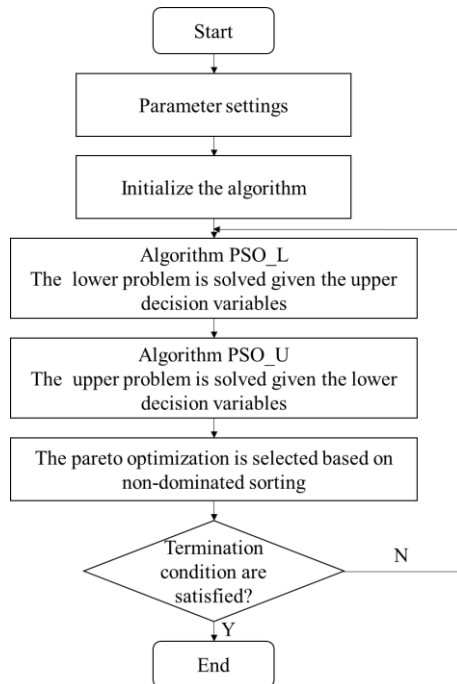 Start
Parameter settings
Initialize the algorithm
Algorithm PSO_L
The lower problem is solved given the upper
decision variables
Algorithm PSO_U
The upper problem is solved given the lower
decision variables
The pareto optimization is selected based on
non-dominated sorting
Termination
condition are
satisfied?
N
Y
End